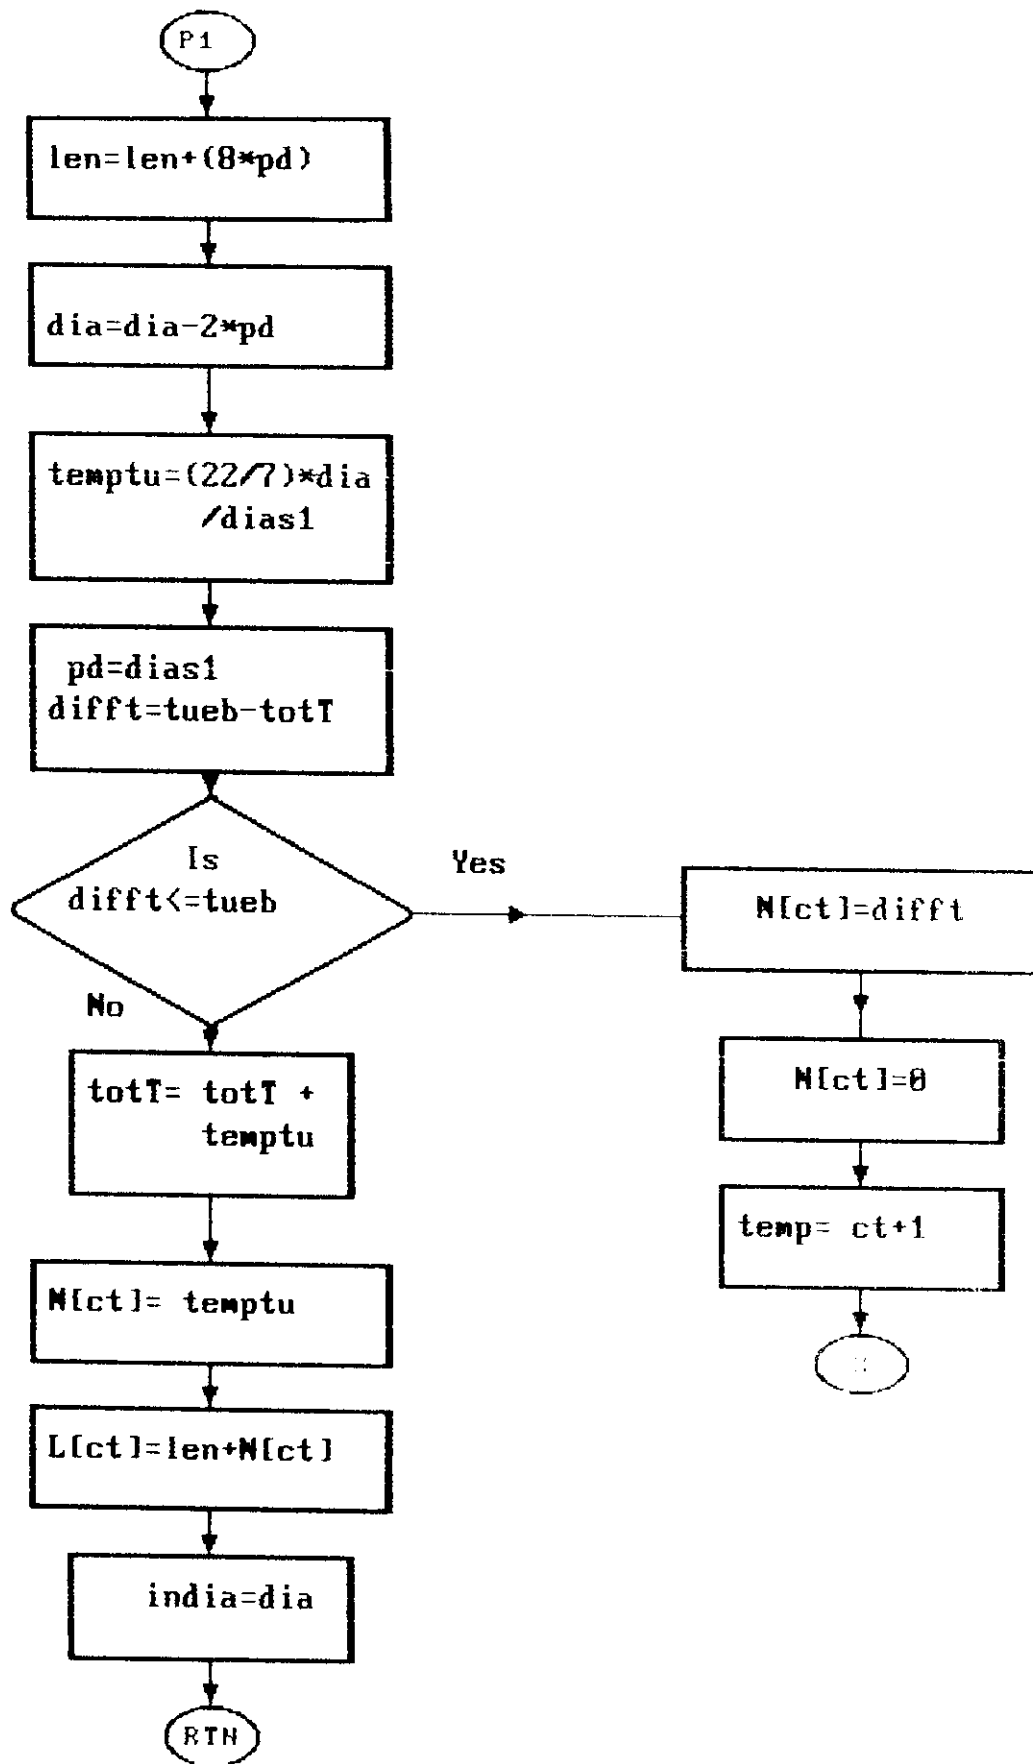 P1
len=len+(8*pd)
dia=dia-2*pd
temptu=(22/7)*dia
/dias1
pd=dias1
difft=tueb-totT
Is
difft<=tueb
Yes
No
N[ct]=difft
N[ct]=0
temp= ct+1
totT= totT +
temptu
N[ct]= temptu
L[ct]=len+N[ct]
india=dia
RTN